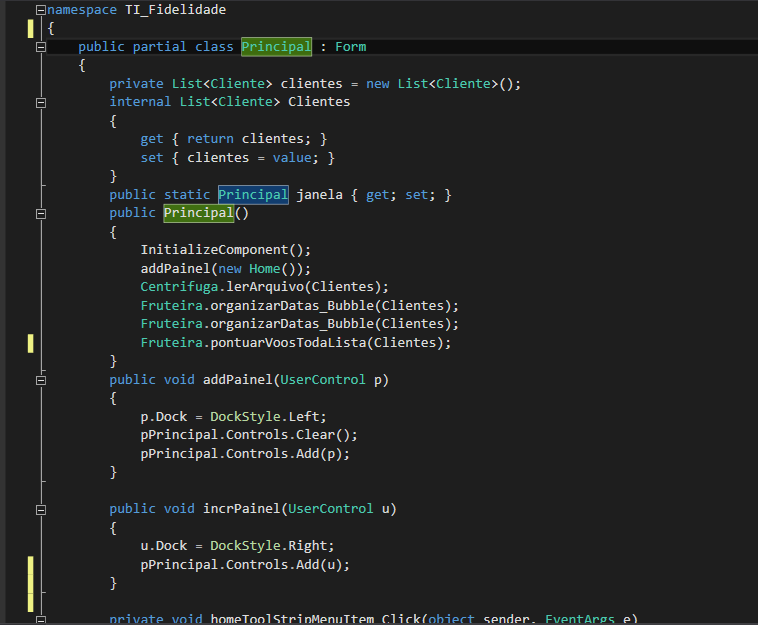 namespace TI_Fidelidade
{
    public partial class Principal : Form
    {
        private List<Cliente> clientes = new List<Cliente>();
        internal List<Cliente> Clientes
        {
            get { return clientes; }
            set { clientes = value; }
        }
        public static Principal janela { get; set; }
        public Principal()
        {
            InitializeComponent();
            addPainel(new Home());
            Centrifuga.lerArquivo(Clientes);
            Fruteira.organizarDatas_Bubble(Clientes);
            Fruteira.organizarDatas_Bubble(Clientes);
            Fruteira.pontuarVoosTodaLista(Clientes);
        }
        public void addPainel(UserControl p)
        {
            p.Dock = DockStyle.Left;
            pPrincipal.Controls.Clear();
            pPrincipal.Controls.Add(p);
        }
        public void incrPainel(UserControl u)
        {
            u.Dock = DockStyle.Right;
            pPrincipal.Controls.Add(u);
        }
        private void homeToolStripMenuItem_Click(object sender, EventArgs e)